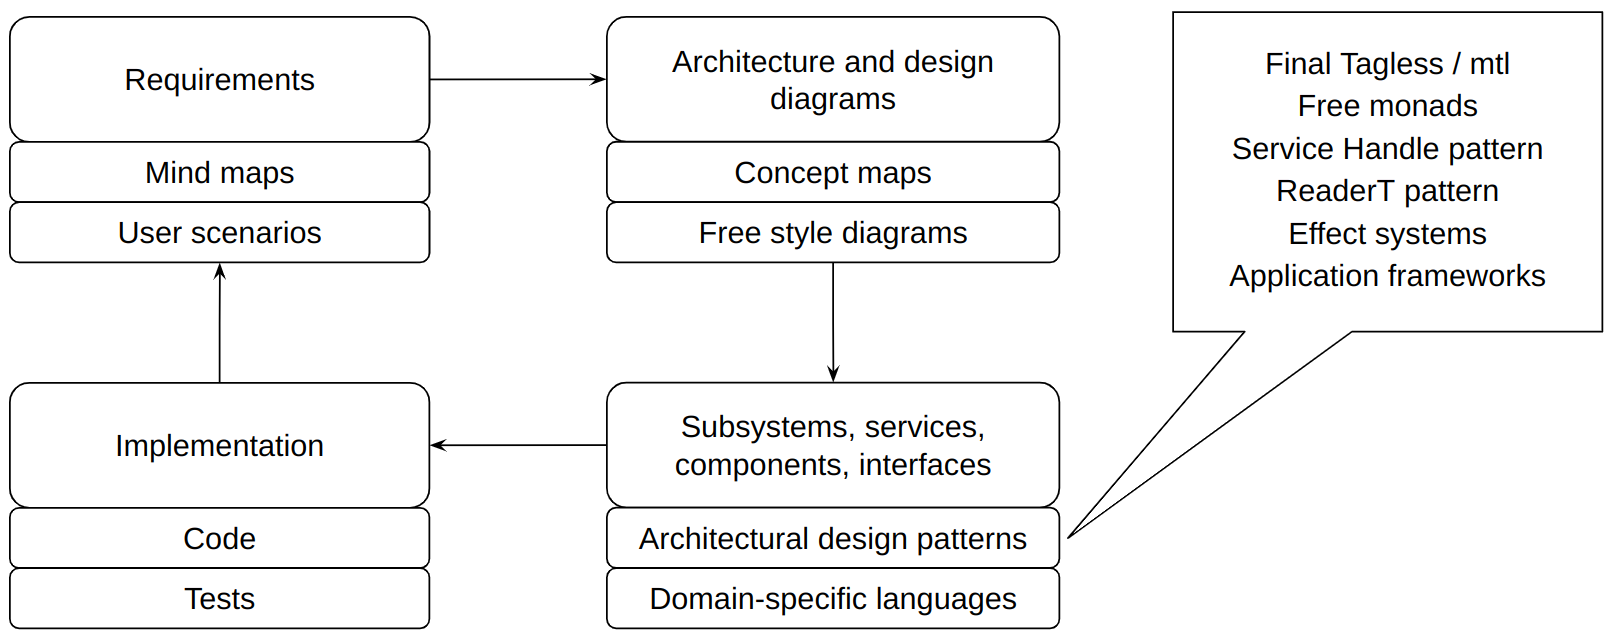 Requirements
Mind maps
User scenarios
Architecture and design
diagrams
Concept maps
Free style diagrams
Final Tagless / mtl
Free monads
Service Handle pattern
ReaderT pattern
Effect systems
Application frameworks
Implementation
Code
Tests
Subsystems, services,
components, interfaces
Architectural design patterns
Domain-specific languages